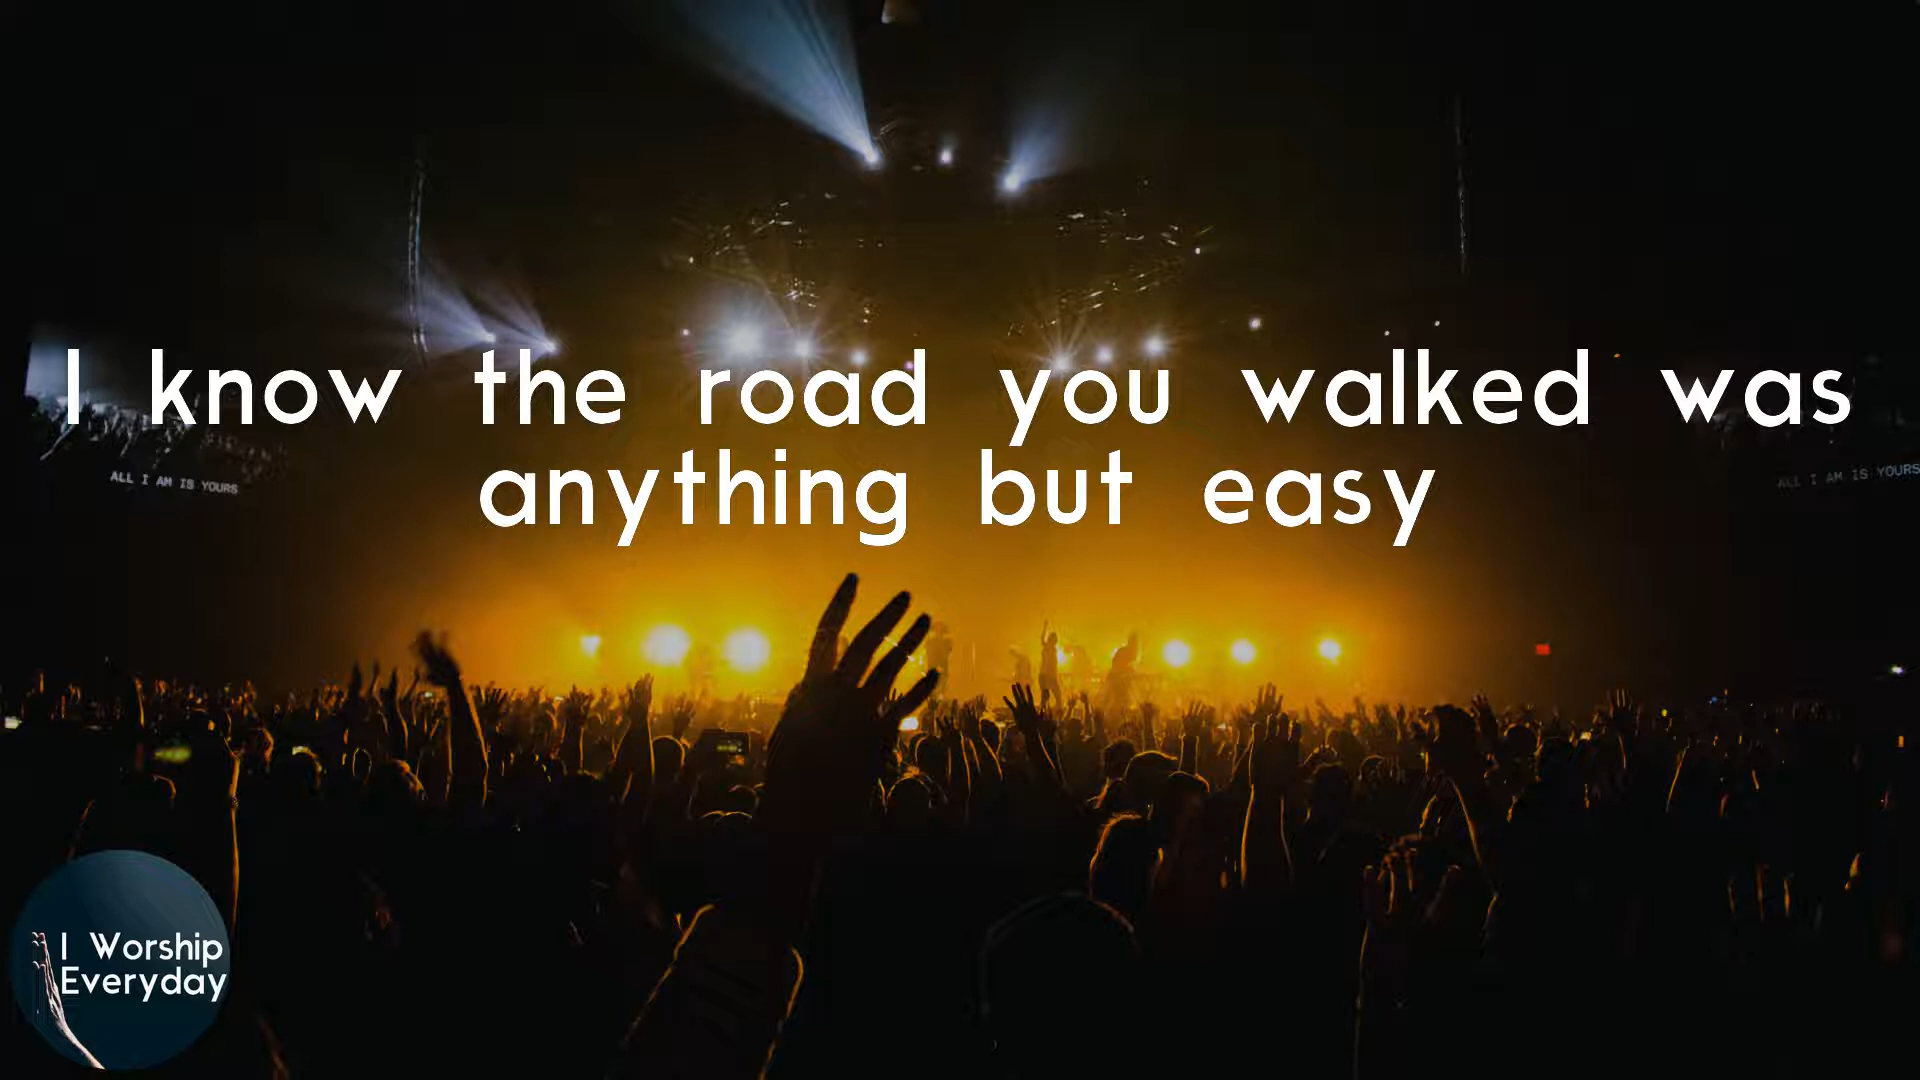 I know the road you walked was
anything but easy
ALL I AM IS YOURS
ALL I AM IS YOURS
I Worship
Everyday